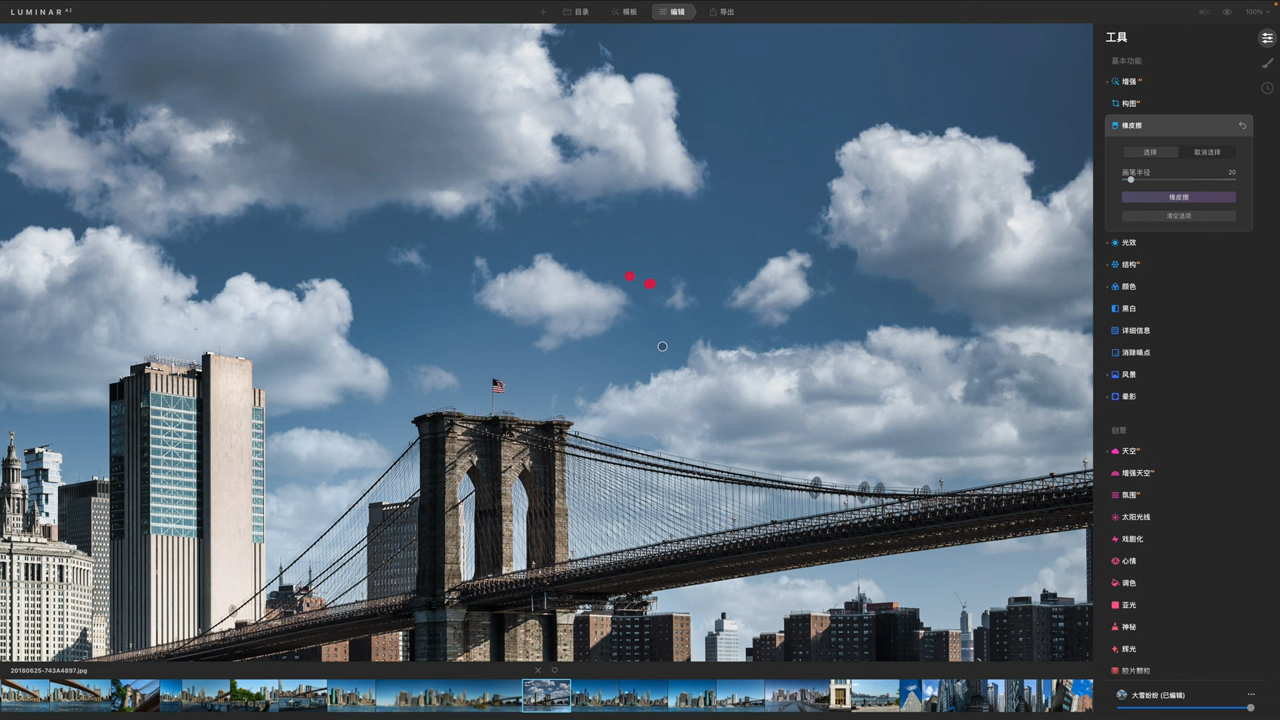 LUMINAR AI
目录
模板
编辑
导出
100%
工具
基本功能
增强 AI
构图 AI
橡皮擦
选择
取消选择
画笔半径 20
橡皮擦
清空选项
光效
结构 AI
颜色
黑白
详细信息
消除噪点
风景
晕影
创意
天空 AI
增强天空 AI
氛围 AI
太阳光线
戏剧化
心情
调色
亚光
神秘
辉光
胶片颗粒
20180625-743A4897.jpg
大雪纷纷 (已编辑)